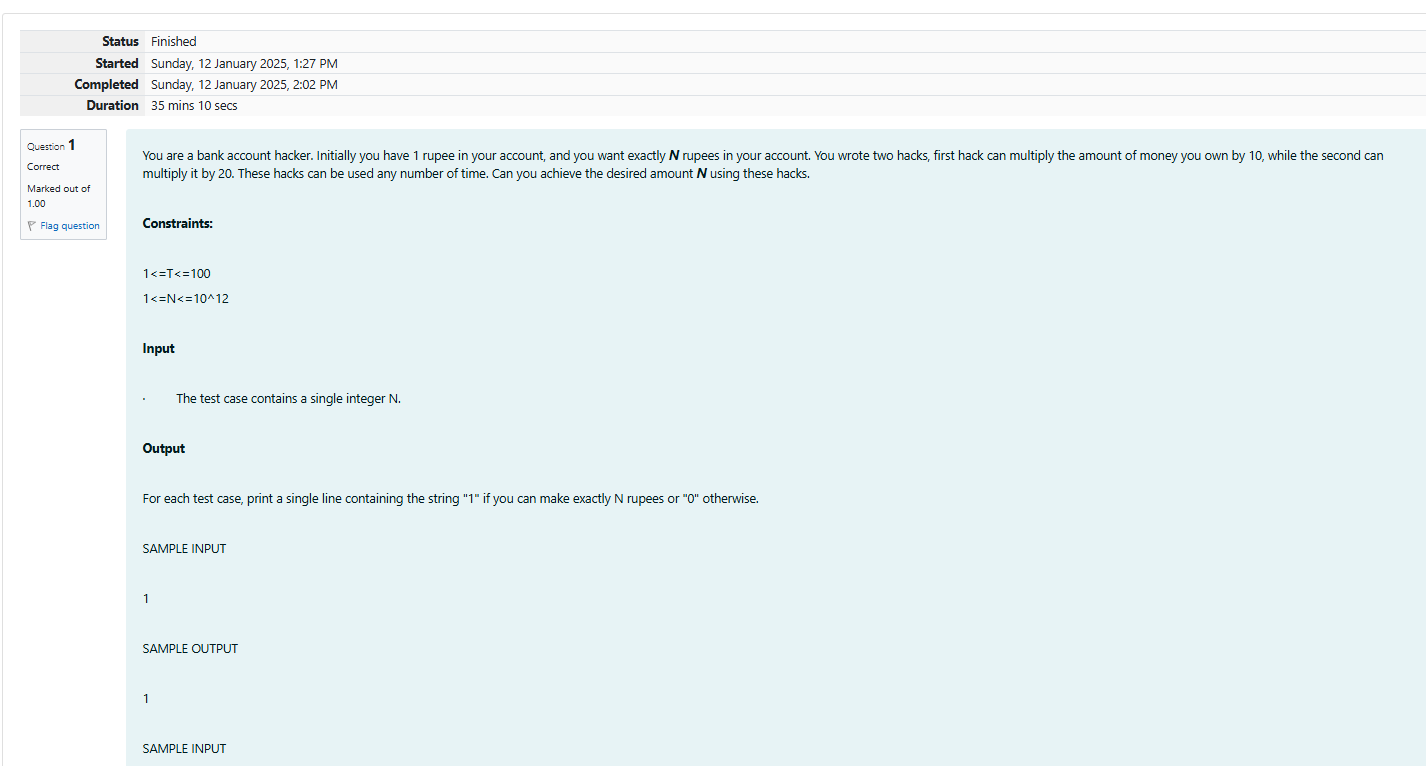 Status Finished
Started Sunday, 12 January 2025, 1:27 PM
Completed Sunday, 12 January 2025, 2:02 PM
Duration 35 mins 10 secs
Question 1
Correct
Marked out of
1.00
Flag question
You are a bank account hacker. Initially you have 1 rupee in your account, and you want exactly N rupees in your account. You wrote two hacks, first hack can multiply the amount of money you own by 10, while the second can
multiply it by 20. These hacks can be used any number of time. Can you achieve the desired amount N using these hacks.
Constraints:
1<=T<=100
1<=N<=10^12
Input
· The test case contains a single integer N.
Output
For each test case, print a single line containing the string "1" if you can make exactly N rupees or "0" otherwise.
SAMPLE INPUT
1
SAMPLE OUTPUT
1
SAMPLE INPUT